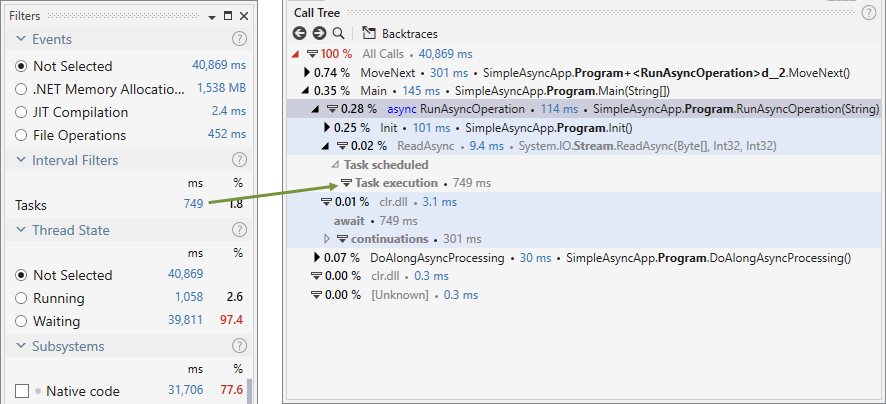 Filters
Events
Not Selected 40,869 ms
.NET Memory Allocatio... 1,538 MB
JIT Compilation 2.4 ms
File Operations 452 ms
Interval Filters
ms %
Tasks 749 1.8
Thread State
ms %
Not Selected 40,869
Running 1,058 2.6
Waiting 39,811 97.4
Subsystems
ms %
Native code 31,706 77.6
Call Tree
Backtraces
100 % All Calls • 40,869 ms
0.74 % MoveNext • 301 ms • SimpleAsyncApp.Program+<RunAsyncOperation>d__2.MoveNext()
0.35 % Main • 145 ms • SimpleAsyncApp.Program.Main(String[])
0.28 % async RunAsyncOperation • 114 ms • SimpleAsyncApp.Program.RunAsyncOperation(String)
0.25 % Init • 101 ms • SimpleAsyncApp.Program.Init()
0.02 % ReadAsync • 9.4 ms • System.IO.Stream.ReadAsync(Byte[], Int32, Int32)
Task scheduled
Task execution • 749 ms
0.01 % clr.dll • 3.1 ms
await • 749 ms
continuations • 301 ms
0.07 % DoAlongAsyncProcessing • 30 ms • SimpleAsyncApp.Program.DoAlongAsyncProcessing()
0.00 % clr.dll • 0.3 ms
0.00 % [Unknown] • 0.3 ms